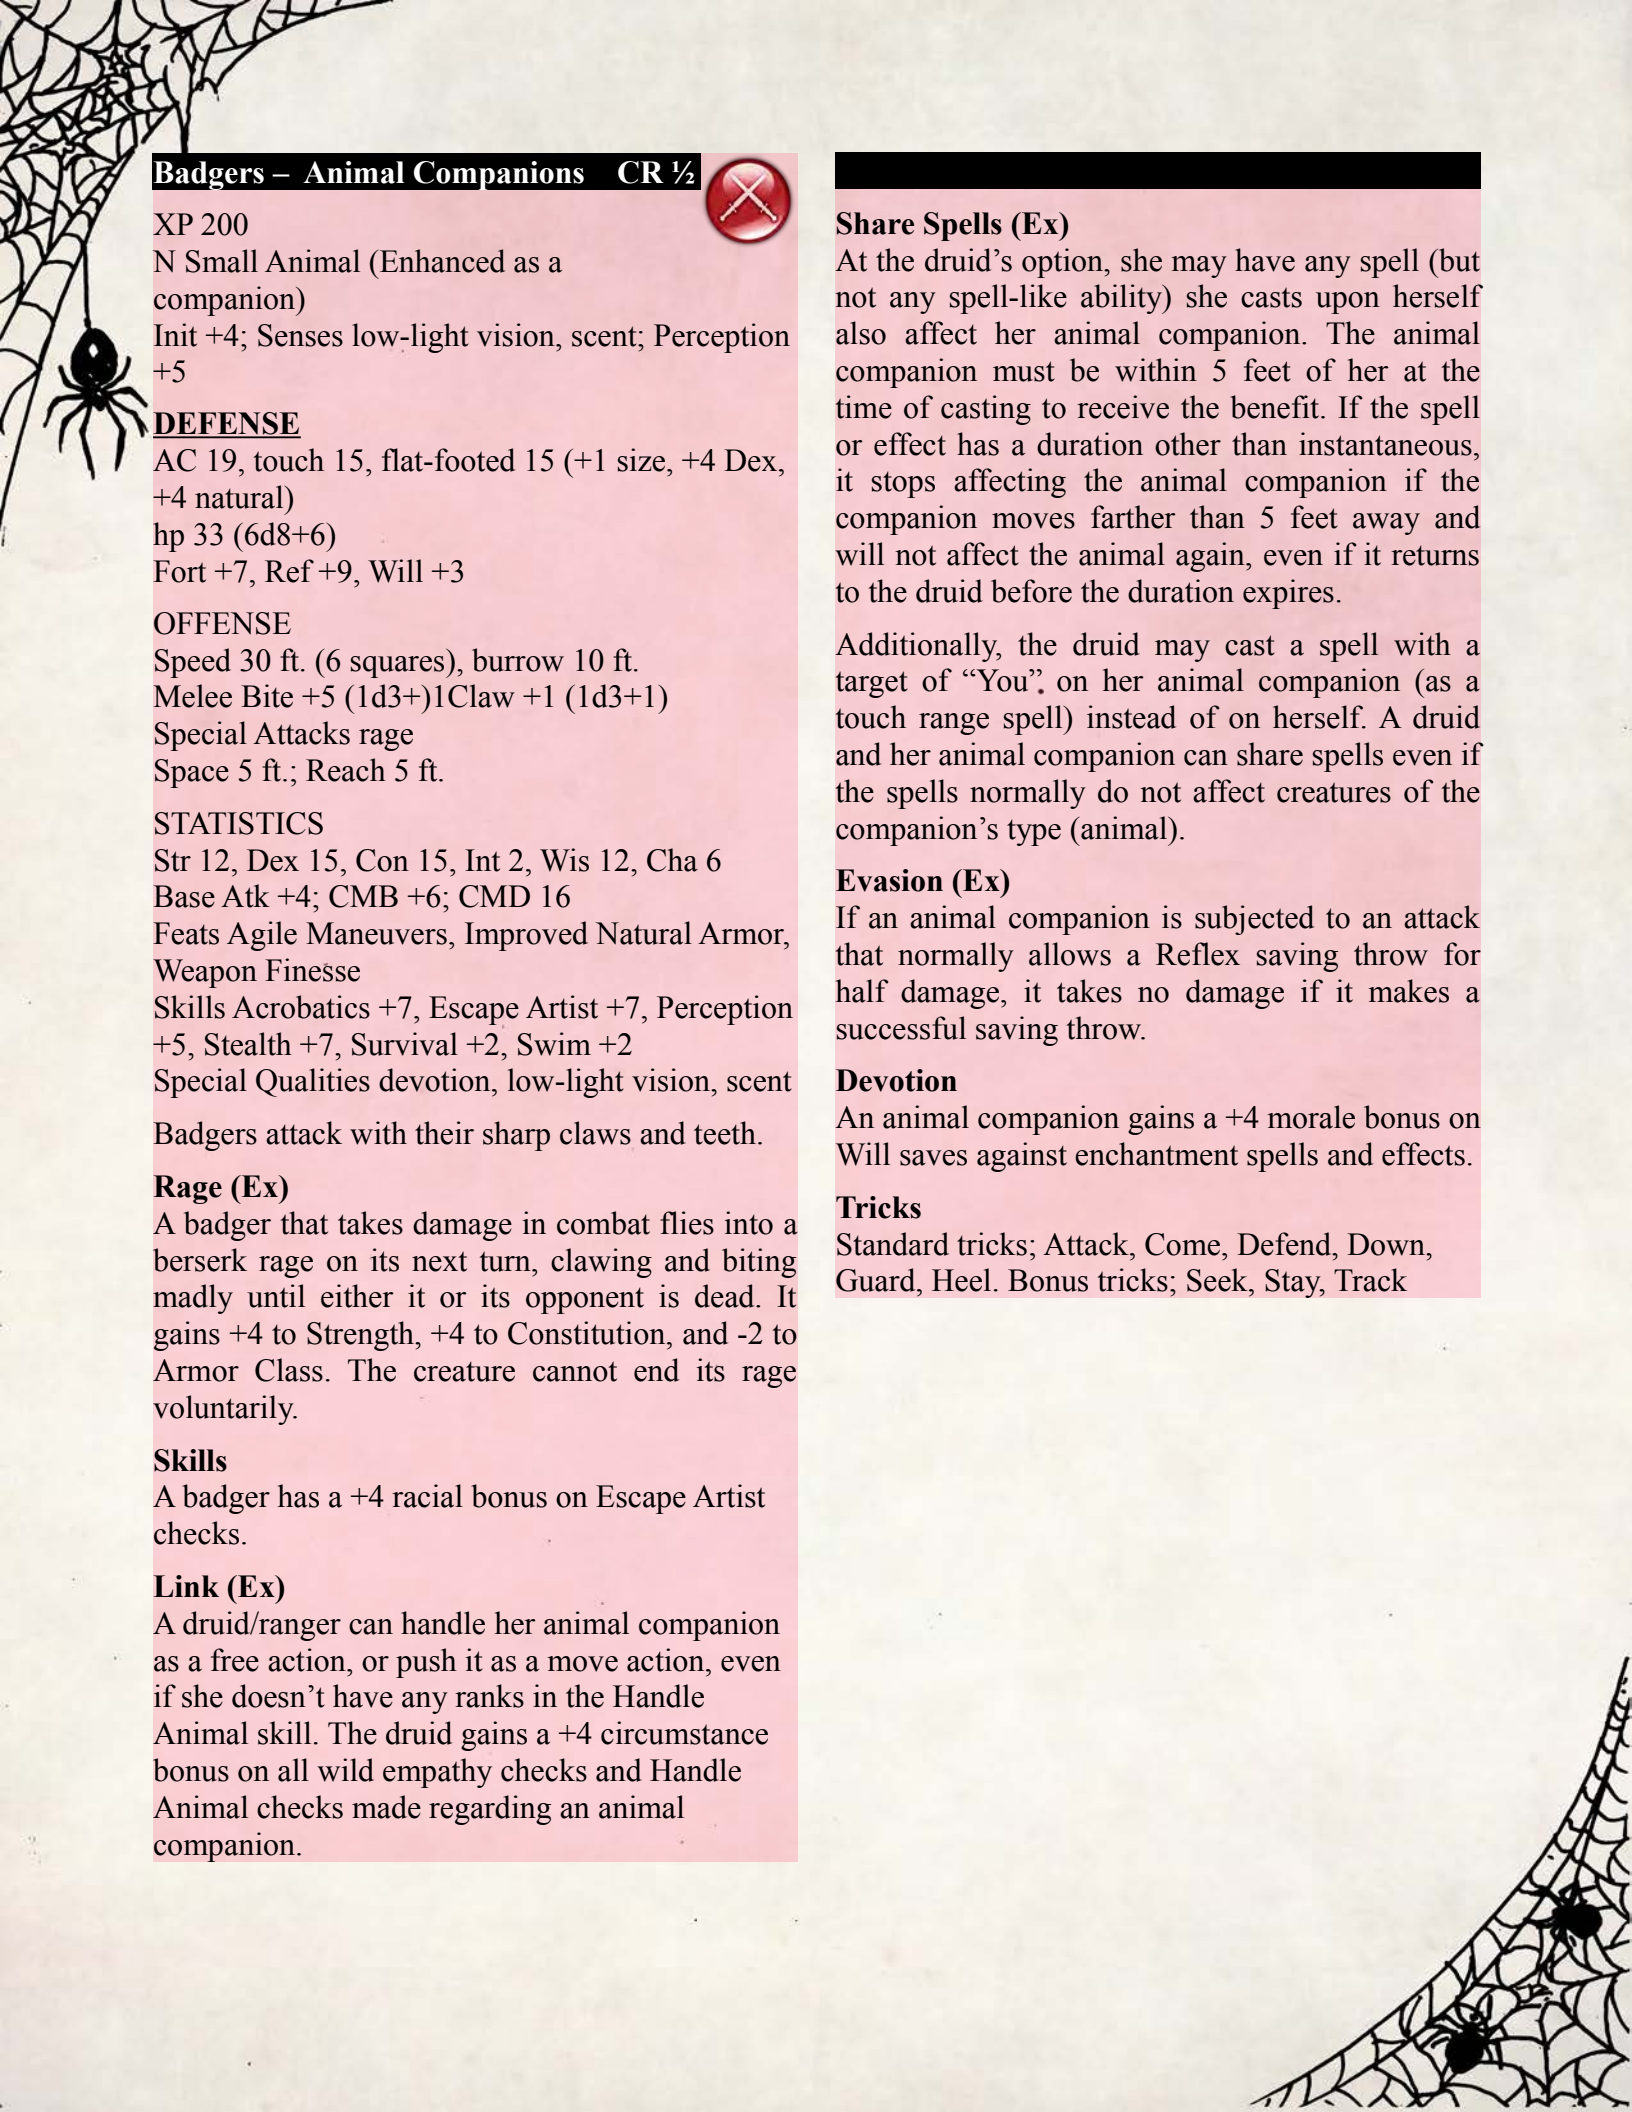 Badgers – Animal Companions CR ½
XP 200
N Small Animal (Enhanced as a
companion)
Init +4; Senses low-light vision, scent; Perception
+5
DEFENSE
AC 19, touch 15, flat-footed 15 (+1 size, +4 Dex,
+4 natural)
hp 33 (6d8+6)
Fort +7, Ref +9, Will +3
OFFENSE
Speed 30 ft. (6 squares), burrow 10 ft.
Melee Bite +5 (1d3+)1Claw +1 (1d3+1)
Special Attacks rage
Space 5 ft.; Reach 5 ft.
STATISTICS
Str 12, Dex 15, Con 15, Int 2, Wis 12, Cha 6
Base Atk +4; CMB +6; CMD 16
Feats Agile Maneuvers, Improved Natural Armor,
Weapon Finesse
Skills Acrobatics +7, Escape Artist +7, Perception
+5, Stealth +7, Survival +2, Swim +2
Special Qualities devotion, low-light vision, scent
Badgers attack with their sharp claws and teeth.
Rage (Ex)
A badger that takes damage in combat flies into a
berserk rage on its next turn, clawing and biting
madly until either it or its opponent is dead. It
gains +4 to Strength, +4 to Constitution, and -2 to
Armor Class. The creature cannot end its rage
voluntarily.
Skills
A badger has a +4 racial bonus on Escape Artist
checks.
Link (Ex)
A druid/ranger can handle her animal companion
as a free action, or push it as a move action, even
if she doesn’t have any ranks in the Handle
Animal skill. The druid gains a +4 circumstance
bonus on all wild empathy checks and Handle
Animal checks made regarding an animal
companion.
Share Spells (Ex)
At the druid’s option, she may have any spell (but
not any spell-like ability) she casts upon herself
also affect her animal companion. The animal
companion must be within 5 feet of her at the
time of casting to receive the benefit. If the spell
or effect has a duration other than instantaneous,
it stops affecting the animal companion if the
companion moves farther than 5 feet away and
will not affect the animal again, even if it returns
to the druid before the duration expires.
Additionally, the druid may cast a spell with a
target of “You” on her animal companion (as a
touch range spell) instead of on herself. A druid
and her animal companion can share spells even if
the spells normally do not affect creatures of the
companion’s type (animal).
Evasion (Ex)
If an animal companion is subjected to an attack
that normally allows a Reflex saving throw for
half damage, it takes no damage if it makes a
successful saving throw.
Devotion
An animal companion gains a +4 morale bonus on
Will saves against enchantment spells and effects.
Tricks
Standard tricks; Attack, Come, Defend, Down,
Guard, Heel. Bonus tricks; Seek, Stay, Track